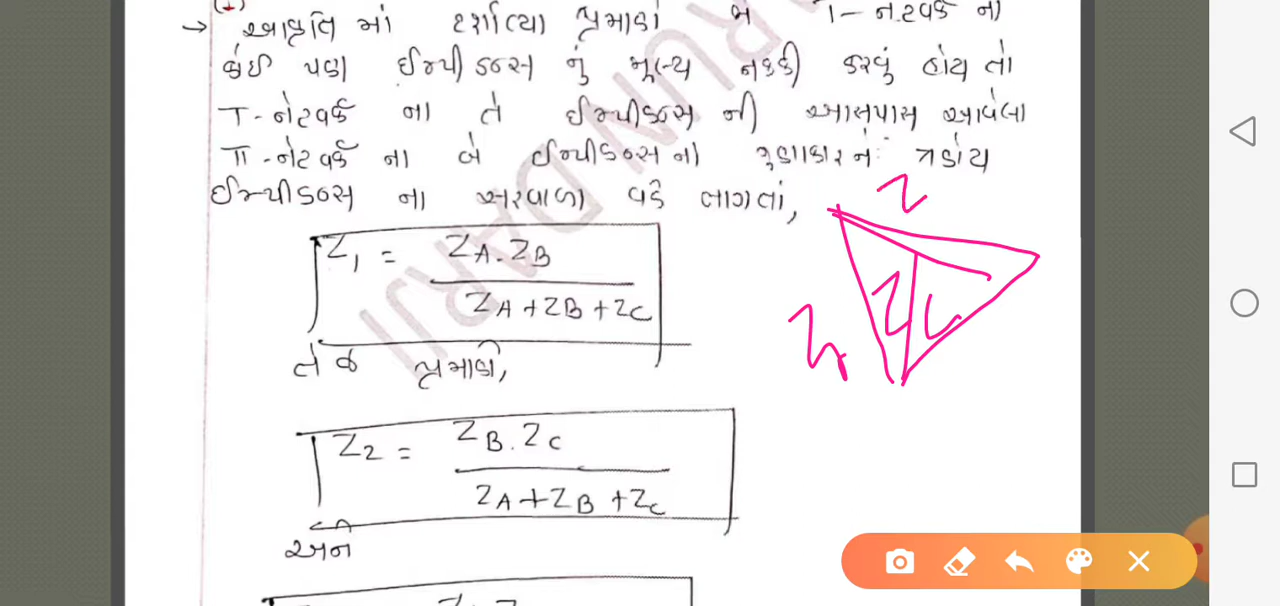 → આકૃતિ માં દર્શાવ્યા પ્રમાણે જ T-નેટવર્ક ના
કોઈ પણ ઈમ્પીડન્સ નું મૂલ્ય નક્કી કરવું હોય તો
T-નેટવર્ક ના તે ઈમ્પીડન્સ ની આસપાસ આવેલા
π-નેટવર્ક ના બે ઈમ્પીડન્સ નો ગુણાકાર ને ત્રણેય
ઈમ્પીડન્સ ના સરવાળા વડે ભાગતાં,
Z1 = ZA.ZB / ZA+ZB+ZC
તે જ પ્રમાણે,
Z2 = ZB.ZC / ZA+ZB+ZC
અને